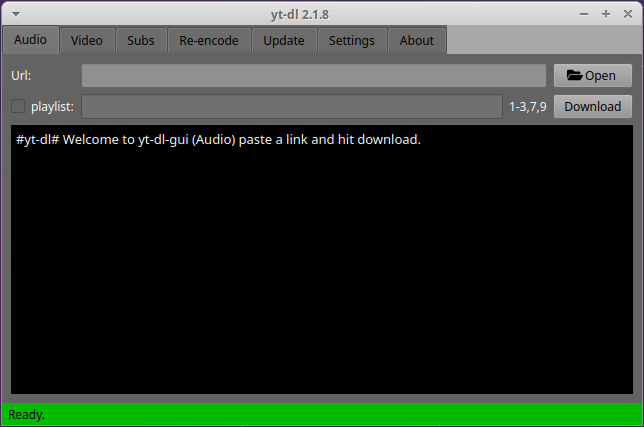 yt-dl 2.1.8
Audio Video Subs Re-encode Update Settings About
Url: Open
playlist: 1-3,7,9 Download
#yt-dl# Welcome to yt-dl-gui (Audio) paste a link and hit download.
Ready.